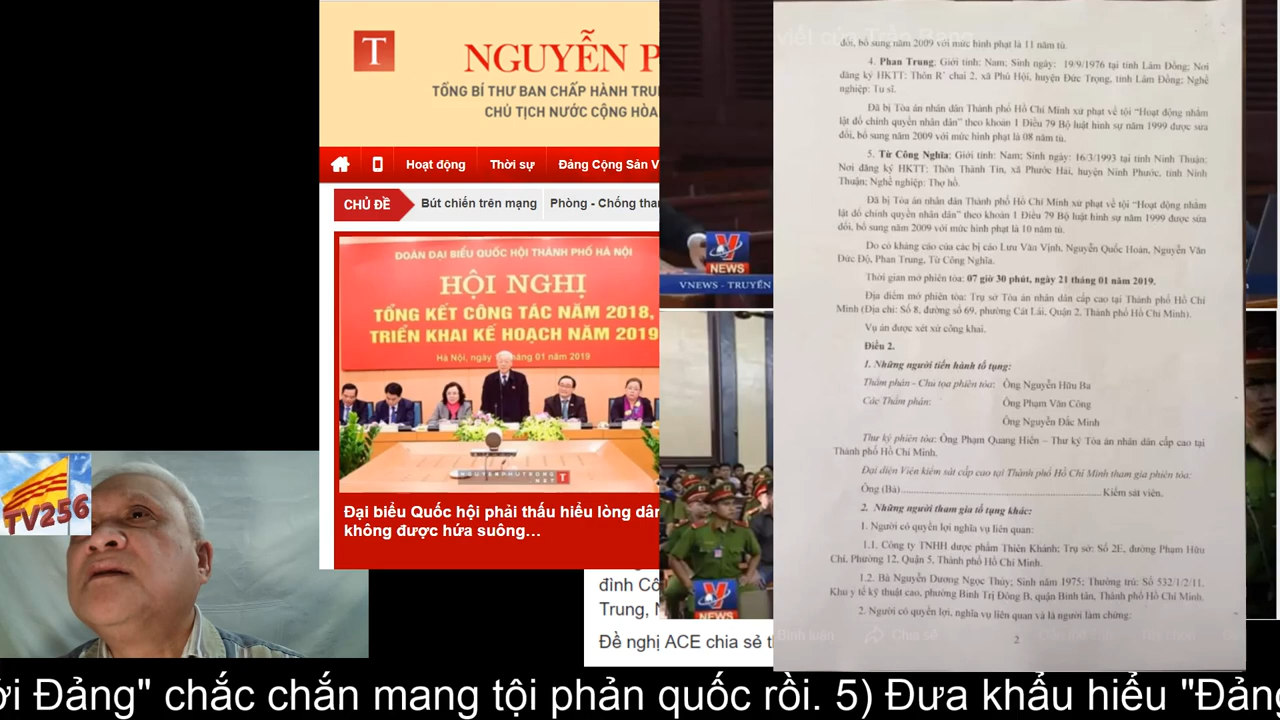 TV256
T
NGUYỄN P
TỔNG BÍ THƯ BAN CHẤP HÀNH TRUN
CHỦ TỊCH NƯỚC CỘNG HÒA
Hoạt động Thời sự Đảng Cộng Sản V
CHỦ ĐỀ Bút chiến trên mạng Phòng - Chống tham
ĐOÀN ĐẠI BIỂU QUỐC HỘI THÀNH PHỐ HÀ NỘI
HỘI NGHỊ
TỔNG KẾT CÔNG TÁC NĂM 2018,
TRIỂN KHAI KẾ HOẠCH NĂM 2019
Hà Nội, ngày tháng 01 năm 2019
NGUYENPHUTRONG
NET
T
Đại biểu Quốc hội phải thấu hiểu lòng dân
không được hứa suông...
NEWS
VNEWS - TRUYỀN
NEWS
đình Cô
Trung, N
Đề nghị ACE chia sẻ t
đổi, bổ sung năm 2009 với mức hình phạt là 11 năm tù.
4. Phan Trung; Giới tính: Nam; Sinh ngày: 19/9/1976 tại tỉnh Lâm Đồng; Nơi
đăng ký HKTT: Thôn R' chai 2, xã Phú Hội, huyện Đức Trọng, tỉnh Lâm Đồng; Nghề
nghiệp: Tu sĩ.
Đã bị Tòa án nhân dân Thành phố Hồ Chí Minh xử phạt về tội "Hoạt động nhằm
lật đổ chính quyền nhân dân" theo khoản 1 Điều 79 Bộ luật hình sự năm 1999 được sửa
đổi, bổ sung năm 2009 với mức hình phạt là 08 năm tù.
5. Từ Công Nghĩa; Giới tính: Nam; Sinh ngày: 16/3/1993 tại tỉnh Ninh Thuận;
Nơi đăng ký HKTT: Thôn Thành Tín, xã Phước Hải, huyện Ninh Phước, tỉnh Ninh
Thuận; Nghề nghiệp: Thợ hồ.
Đã bị Tòa án nhân dân Thành phố Hồ Chí Minh xử phạt về tội "Hoạt động nhằm
lật đổ chính quyền nhân dân" theo khoản 1 Điều 79 Bộ luật hình sự năm 1999 được sửa
đổi, bổ sung năm 2009 với mức hình phạt là 10 năm tù.
Do có kháng cáo của các bị cáo Lưu Văn Vịnh, Nguyễn Quốc Hoàn, Nguyễn Văn
Đức Độ, Phan Trung, Từ Công Nghĩa.
Thời gian mở phiên tòa: 07 giờ 30 phút, ngày 21 tháng 01 năm 2019.
Địa điểm mở phiên tòa: Trụ sở Tòa án nhân dân cấp cao tại Thành phố Hồ Chí
Minh (Địa chỉ: Số 8, đường số 69, phường Cát Lái, Quận 2, Thành phố Hồ Chí Minh).
Vụ án được xét xử công khai.
Điều 2.
1. Những người tiến hành tố tụng:
Thẩm phán - Chủ tọa phiên tòa: Ông Nguyễn Hữu Ba
Các Thẩm phán: Ông Phạm Văn Công
Ông Nguyễn Đắc Minh
Thư ký phiên tòa: Ông Phạm Quang Hiển – Thư ký Tòa án nhân dân cấp cao tại
Thành phố Hồ Chí Minh.
Đại diện Viện kiểm sát cấp cao tại Thành phố Hồ Chí Minh tham gia phiên tòa:
Ông (Bà)........................................ Kiểm sát viên.
2. Những người tham gia tố tụng khác:
1. Người có quyền lợi nghĩa vụ liên quan:
1.1. Công ty TNHH dược phẩm Thiên Khánh; Trụ sở: Số 2E, đường Phạm Hữu
Chí, Phường 12, Quận 5, Thành phố Hồ Chí Minh.
1.2. Bà Nguyễn Dương Ngọc Thúy; Sinh năm 1975; Thường trú: Số 532/1/2/11,
Khu y tế kỹ thuật cao, phường Bình Trị Đông B, quận Bình tân, Thành phố Hồ Chí Minh.
2. Người có quyền lợi, nghĩa vụ liên quan và là người làm chứng:
Bình luận Chia sẻ
2
ới Đảng" chắc chắn mang tội phản quốc rồi. 5) Đưa khẩu hiểu "Đảng